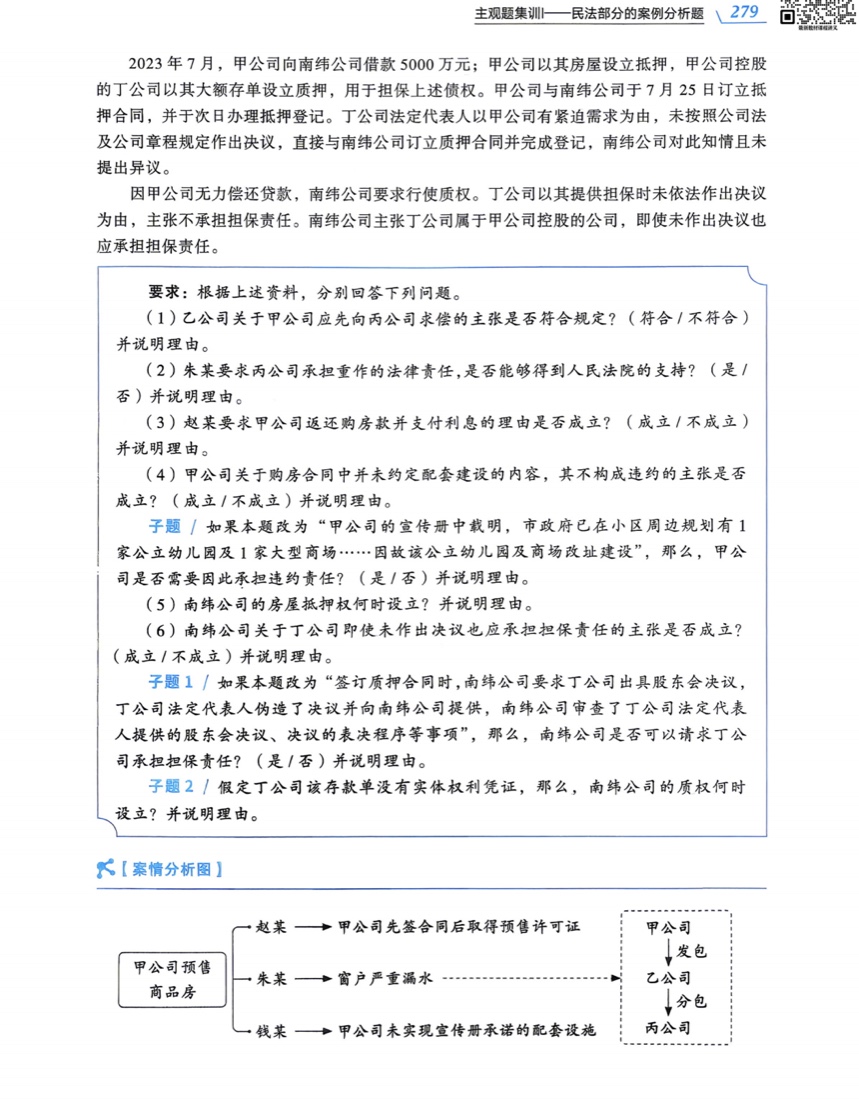 主观题集训Ⅰ——民法部分的案例分析题 279
2023 年 7 月，甲公司向南纬公司借款 5000 万元；甲公司以其房屋设立抵押，甲公司控股
的丁公司以其大额存单设立质押，用于担保上述债权。甲公司与南纬公司于 7 月 25 日订立抵
押合同，并于次日办理抵押登记。丁公司法定代表人以甲公司有紧迫需求为由，未按照公司法
及公司章程规定作出决议，直接与南纬公司订立质押合同并完成登记，南纬公司对此知情且未
提出异议。
因甲公司无力偿还贷款，南纬公司要求行使质权。丁公司以其提供担保时未依法作出决议
为由，主张不承担担保责任。南纬公司主张丁公司属于甲公司控股的公司，即使未作出决议也
应承担担保责任。
要求：根据上述资料，分别回答下列问题。
（1）乙公司关于甲公司应先向丙公司求偿的主张是否符合规定？（符合 / 不符合）
并说明理由。
（2）朱某要求丙公司承担重作的法律责任，是否能够得到人民法院的支持？（是 /
否）并说明理由。
（3）赵某要求甲公司返还购房款并支付利息的理由是否成立？（成立 / 不成立）
并说明理由。
（4）甲公司关于购房合同中并未约定配套建设的内容，其不构成违约的主张是否
成立？（成立 / 不成立）并说明理由。
子题 / 如果本题改为“甲公司的宣传册中载明，市政府已在小区周边规划有 1
家公立幼儿园及 1 家大型商场……因故该公立幼儿园及商场改址建设”，那么，甲公
司是否需要因此承担违约责任？（是 / 否）并说明理由。
（5）南纬公司的房屋抵押权何时设立？并说明理由。
（6）南纬公司关于丁公司即使未作出决议也应承担担保责任的主张是否成立？
（成立 / 不成立）并说明理由。
子题 1 / 如果本题改为“签订质押合同时，南纬公司要求丁公司出具股东会决议，
丁公司法定代表人伪造了决议并向南纬公司提供，南纬公司审查了丁公司法定代表
人提供的股东会决议、决议的表决程序等事项”，那么，南纬公司是否可以请求丁公
司承担担保责任？（是 / 否）并说明理由。
子题 2 / 假定丁公司该存款单没有实体权利凭证，那么，南纬公司的质权何时
设立？并说明理由。
【案情分析图】
甲公司预售
商品房
赵某 甲公司先签合同后取得预售许可证
朱某 窗户严重漏水
钱某 甲公司未实现宣传册承诺的配套设施
甲公司
发包
乙公司
分包
丙公司